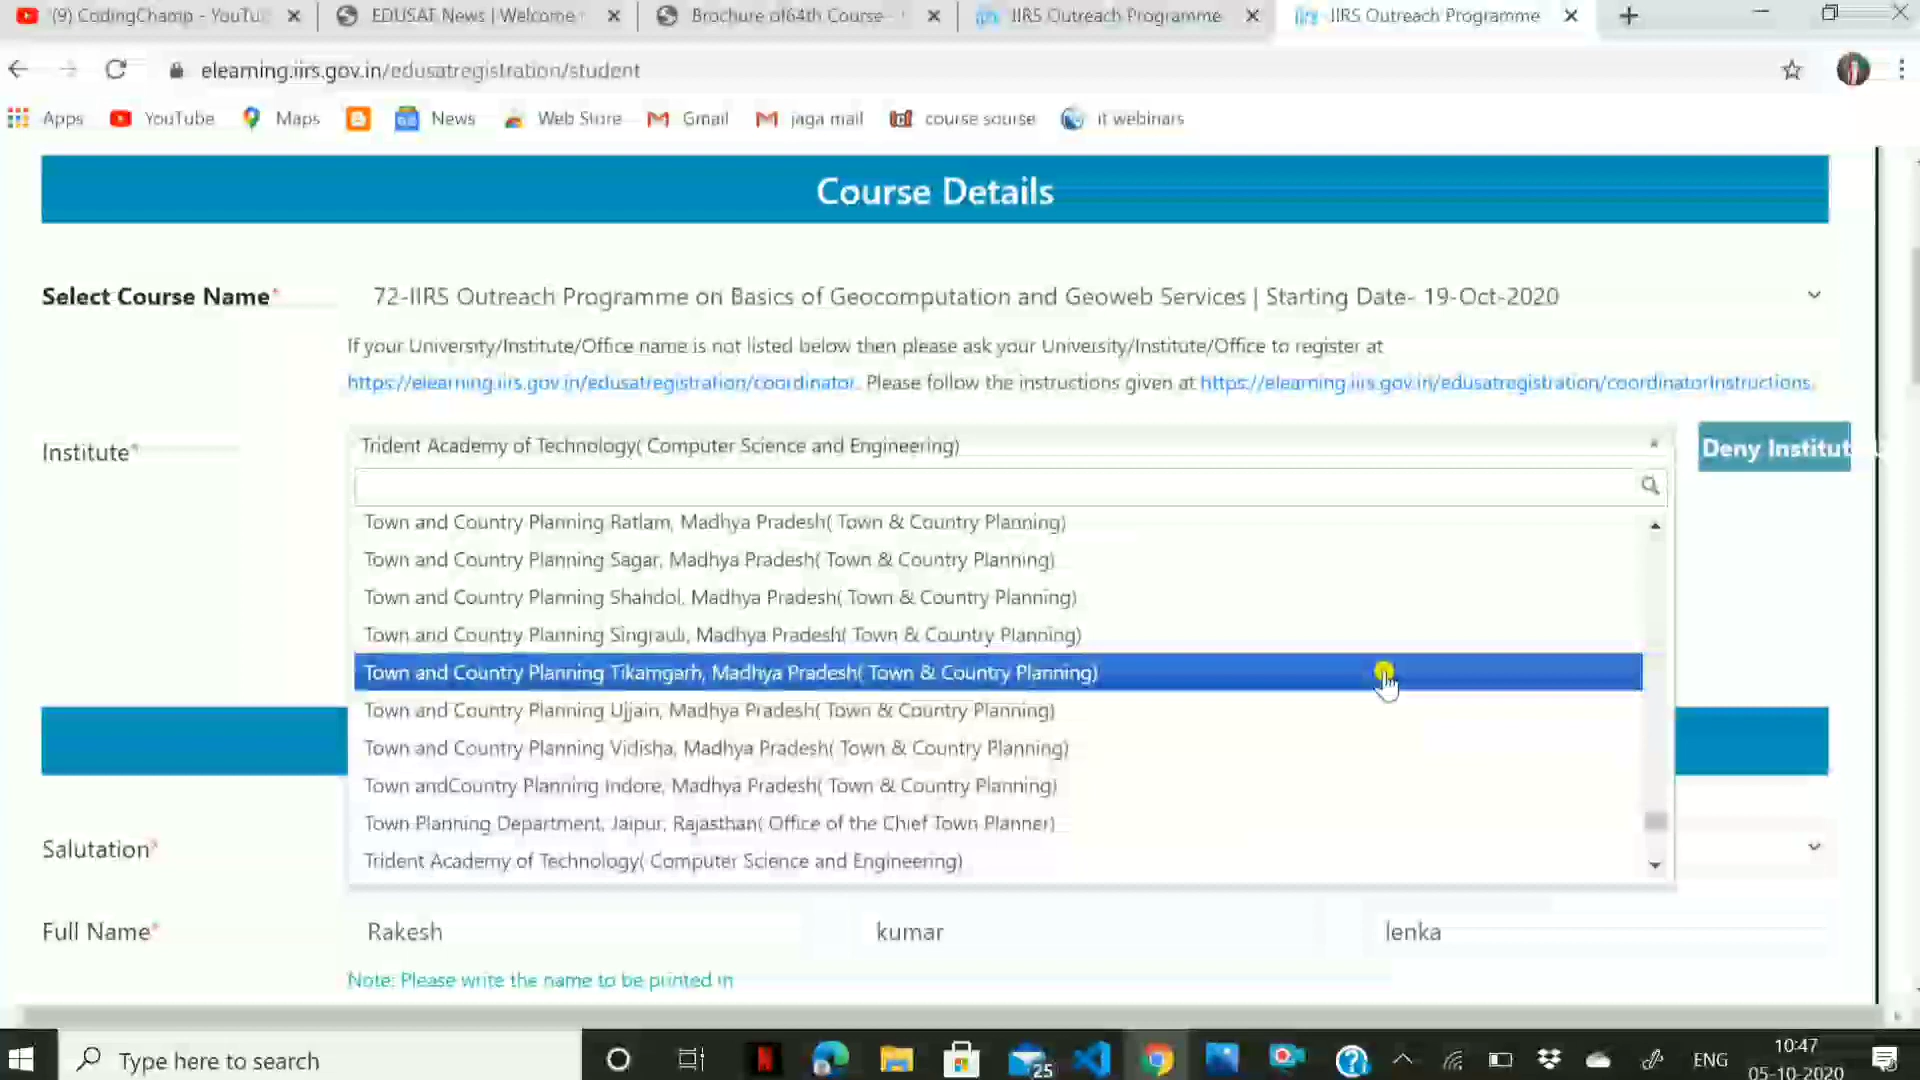 (9) CodingChamp - YouTu
EDUSAT News | Welcome
Brochure of64th Course
IIRS Outreach Programme
IIRS Outreach Programme
elearning.iirs.gov.in/edusatregistration/student
Apps
YouTube
Maps
News
Web Store
Gmail
jaga mail
course sourse
it webinars
Course Details
Select Course Name*
72-IIRS Outreach Programme on Basics of Geocomputation and Geoweb Services | Starting Date- 19-Oct-2020
If your University/Institute/Office name is not listed below then please ask your University/Institute/Office to register at
https://elearning.iirs.gov.in/edusatregistration/coordinator. Please follow the instructions given at https://elearning.iirs.gov.in/edusatregistration/coordinatorInstructions.
Institute*
Trident Academy of Technology( Computer Science and Engineering)
Deny Institut
Town and Country Planning Ratlam, Madhya Pradesh( Town & Country Planning)
Town and Country Planning Sagar, Madhya Pradesh( Town & Country Planning)
Town and Country Planning Shahdol, Madhya Pradesh( Town & Country Planning)
Town and Country Planning Singrauli, Madhya Pradesh( Town & Country Planning)
Town and Country Planning Tikamgarh, Madhya Pradesh( Town & Country Planning)
Town and Country Planning Ujjain, Madhya Pradesh( Town & Country Planning)
Town and Country Planning Vidisha, Madhya Pradesh( Town & Country Planning)
Town andCountry Planning Indore, Madhya Pradesh( Town & Country Planning)
Town Planning Department, Jaipur, Rajasthan( Office of the Chief Town Planner)
Trident Academy of Technology( Computer Science and Engineering)
Salutation*
Full Name*
Rakesh
kumar
lenka
Note: Please write the name to be printed in
Type here to search
25
ENG
10:47
05-10-2020